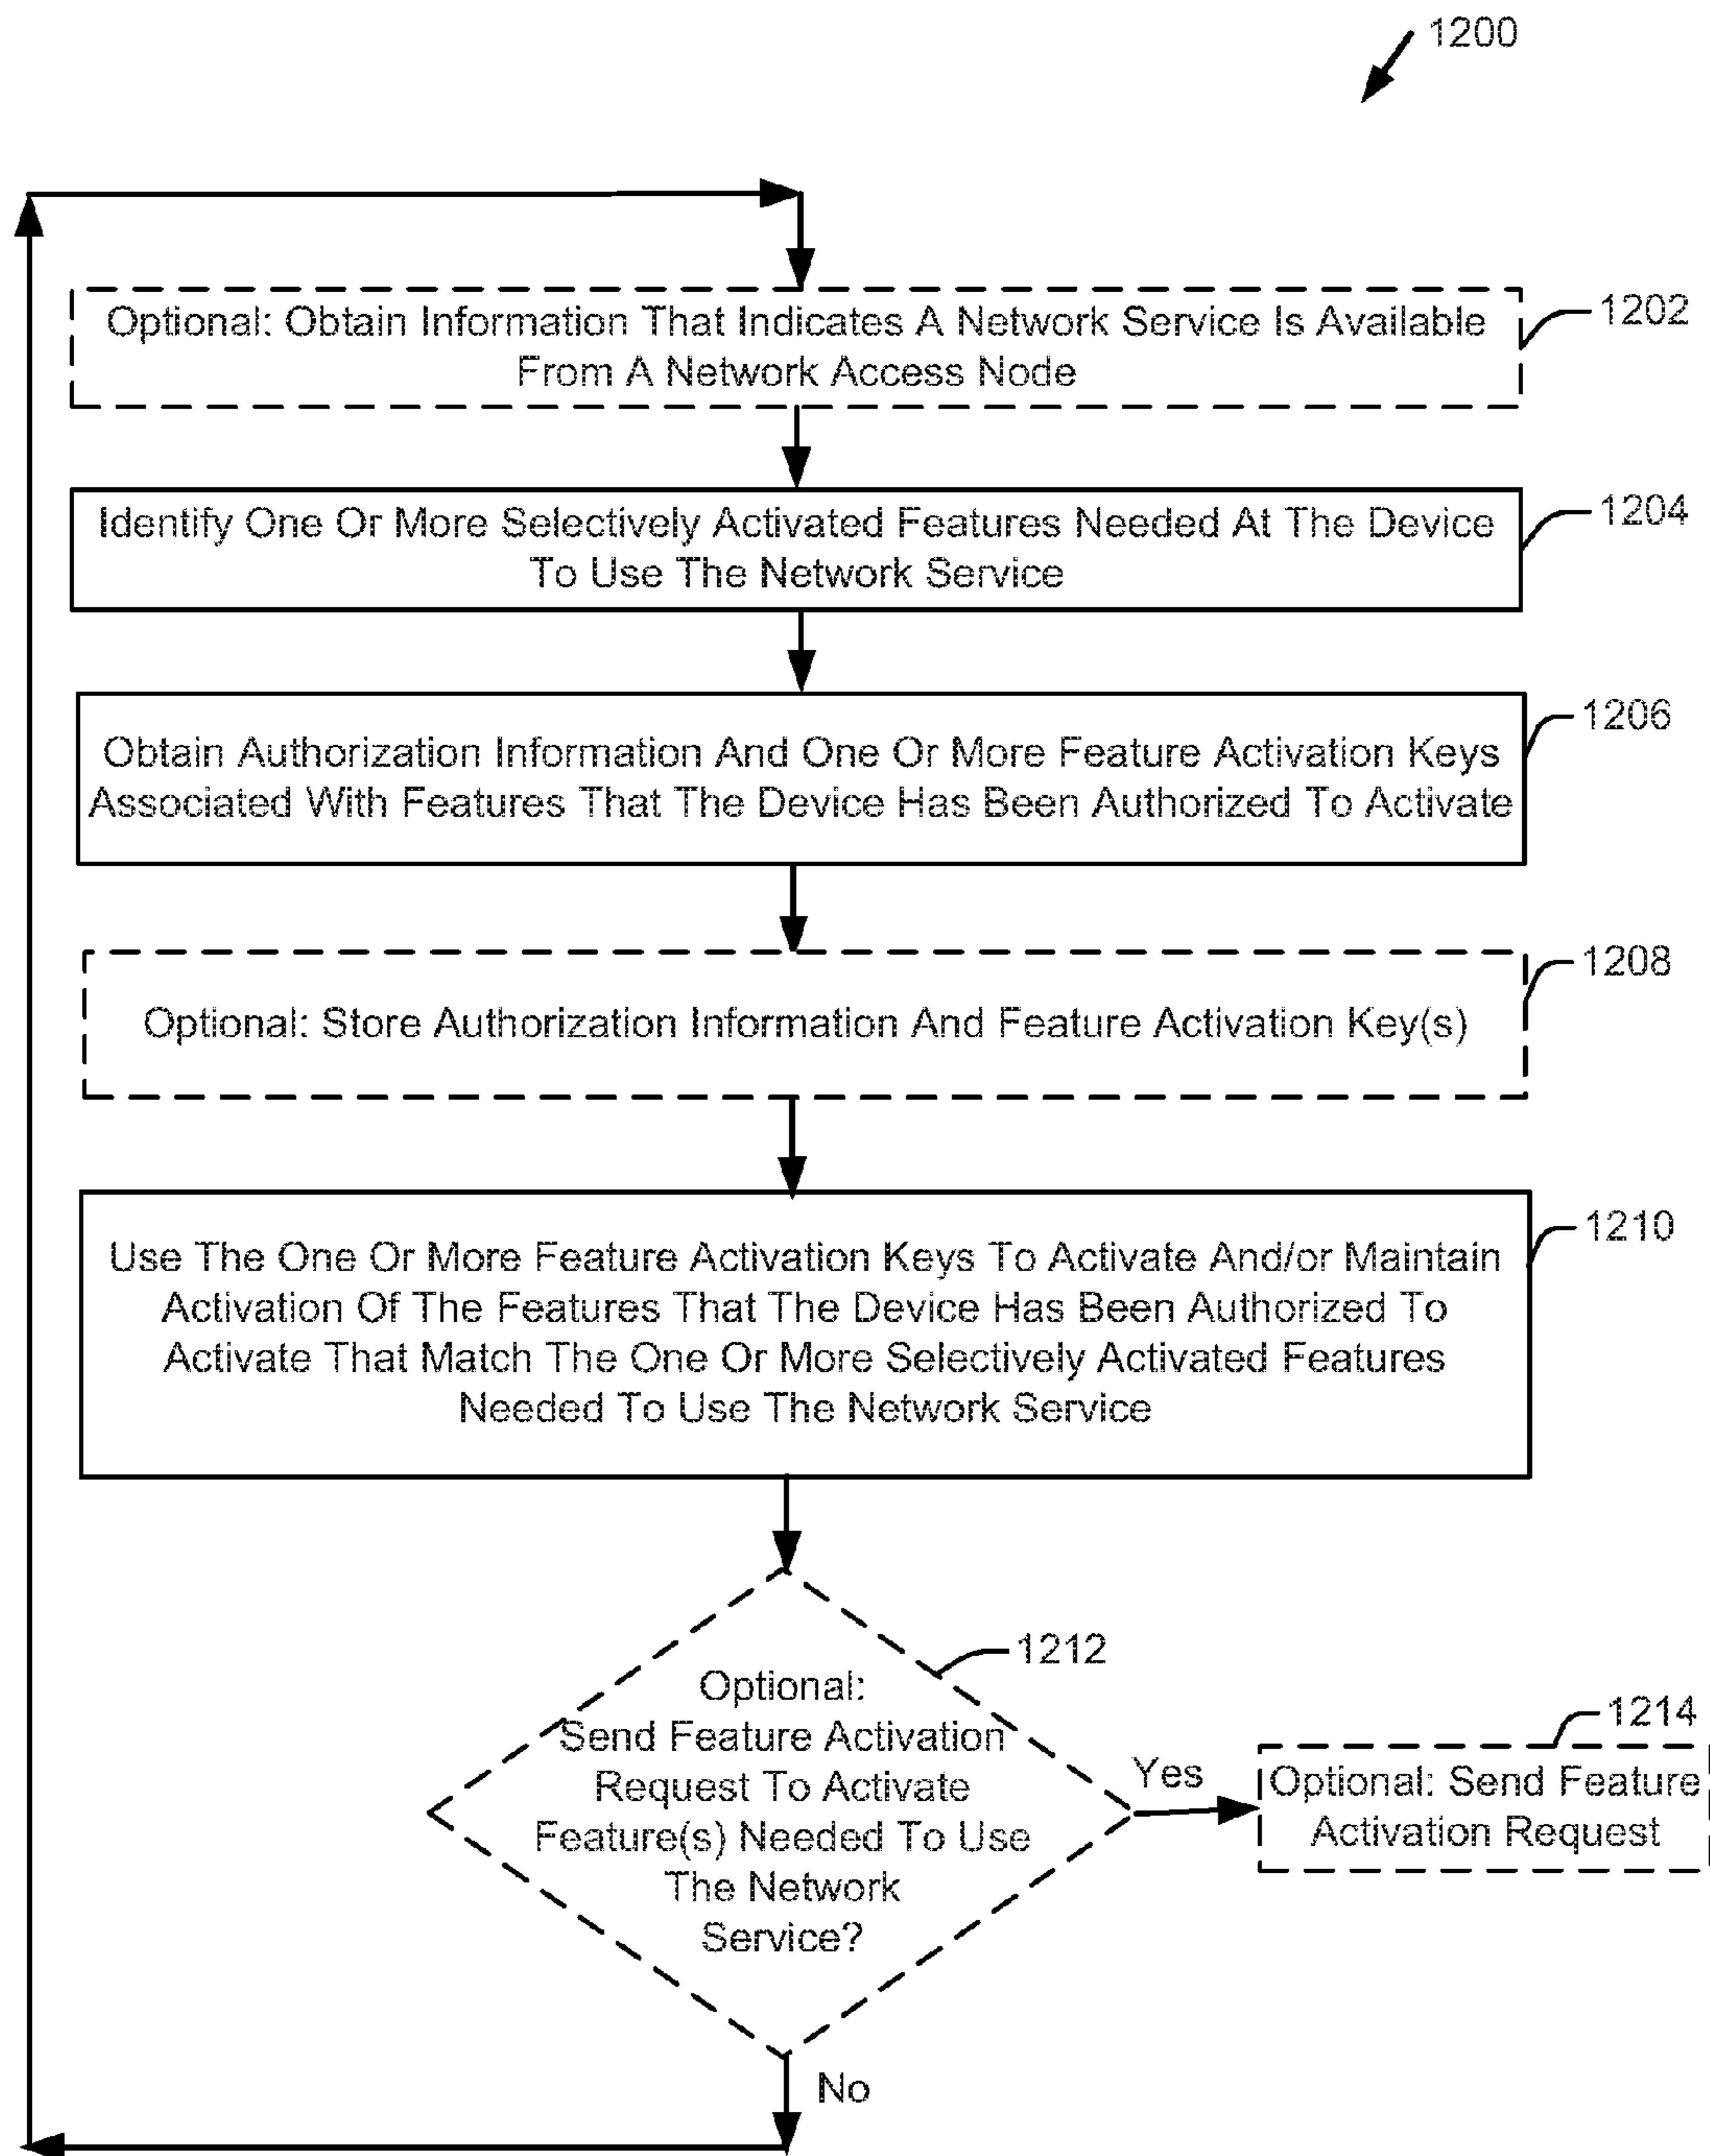 1200
Optional: Obtain Information That Indicates A Network Service Is Available
From A Network Access Node
1202
Identify One Or More Selectively Activated Features Needed At The Device
To Use The Network Service
1204
Obtain Authorization Information And One Or More Feature Activation Keys
Associated With Features That The Device Has Been Authorized To Activate
1206
Optional: Store Authorization Information And Feature Activation Key(s)
1208
Use The One Or More Feature Activation Keys To Activate And/or Maintain
Activation Of The Features That The Device Has Been Authorized To
Activate That Match The One Or More Selectively Activated Features
Needed To Use The Network Service
1210
Optional:
Send Feature Activation
Request To Activate
Feature(s) Needed To Use
The Network
Service?
1212
Yes
Optional: Send Feature
Activation Request
1214
No